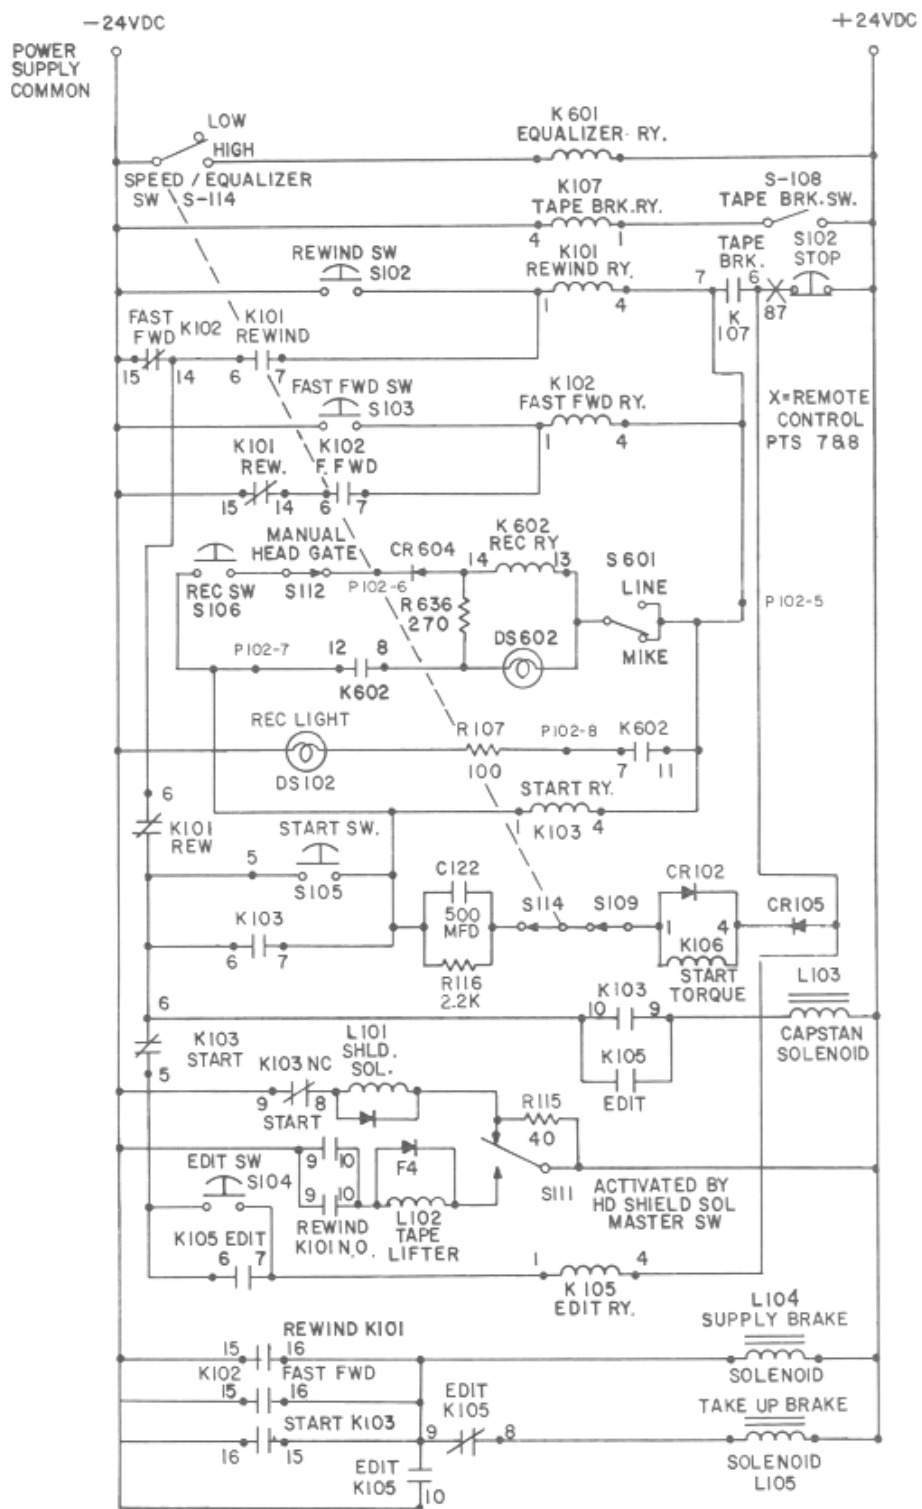 −24VDC
+24VDC
POWER
SUPPLY
COMMON
LOW
HIGH
SPEED / EQUALIZER
SW S-114
K601
EQUALIZER RY.
K107
TAPE BRK.RY.
4
1
S-108
TAPE BRK. SW.
REWIND SW
S102
K101
REWIND RY.
1
4
TAPE
BRK.
7
6
K
107
87
S102
STOP
FAST
FWD
K102
15
14
K101
REWIND
6
7
FAST FWD SW
S103
K102
FAST FWD RY.
1
4
X=REMOTE
CONTROL
PTS 7&8
K101
REW.
15
14
K102
F. FWD
6
7
MANUAL
HEAD GATE
REC SW
S106
S112
P102-6
CR604
K602
REC RY
14
13
S601
LINE
MIKE
P102-5
R636
270
DS602
P102-7
12
8
K602
REC LIGHT
DS102
R107
100
P102-8
K602
7
11
START RY.
1
K103
4
6
K101
REW
START SW.
5
S105
K103
6
7
C122
500
MFD
R116
2.2K
S114
S109
CR102
1
4
K106
START
TORQUE
CR105
L103
CAPSTAN
SOLENOID
K103
10
9
K105
EDIT
6
K103
START
5
K103 NC
9
8
START
L101
SHLD.
SOL.
R115
40
S111
ACTIVATED BY
HD SHIELD SOL
MASTER SW
9
10
9
10
REWIND
K101 N.O.
F4
L102
TAPE
LIFTER
EDIT SW
S104
K105 EDIT
6
7
1
4
K105
EDIT RY.
REWIND K101
15
16
K102
FAST FWD
15
16
START K103
16
15
EDIT
K105
9
8
EDIT
K105
10
L104
SUPPLY BRAKE
SOLENOID
TAKE UP BRAKE
SOLENOID
L105